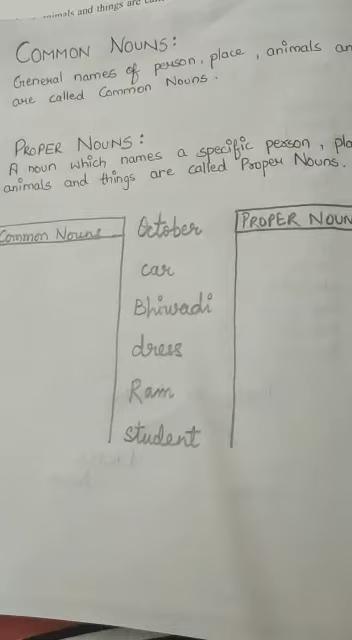 animals and things are
COMMON NOUNS:
General names of person, place, animals an
are called Common Nouns.
PROPER NOUNS:
A noun which names a specific person, pla
animals and things are called Proper Nouns.
Common Nouns
October
PROPER NOUN
car
Bhiwadi
dress
Ram
student